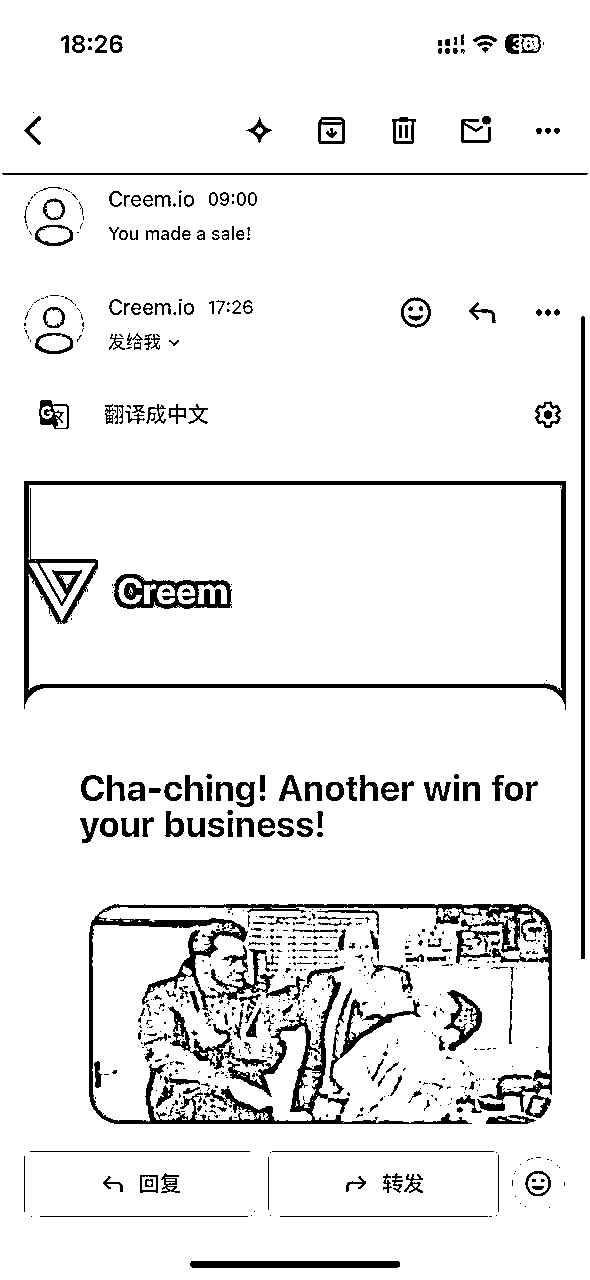 18:26
36
Creem.io 09:00
You made a sale!
Creem.io 17:26
发给我
翻译成中文
Creem
Cha-ching! Another win for
your business!
回复
转发